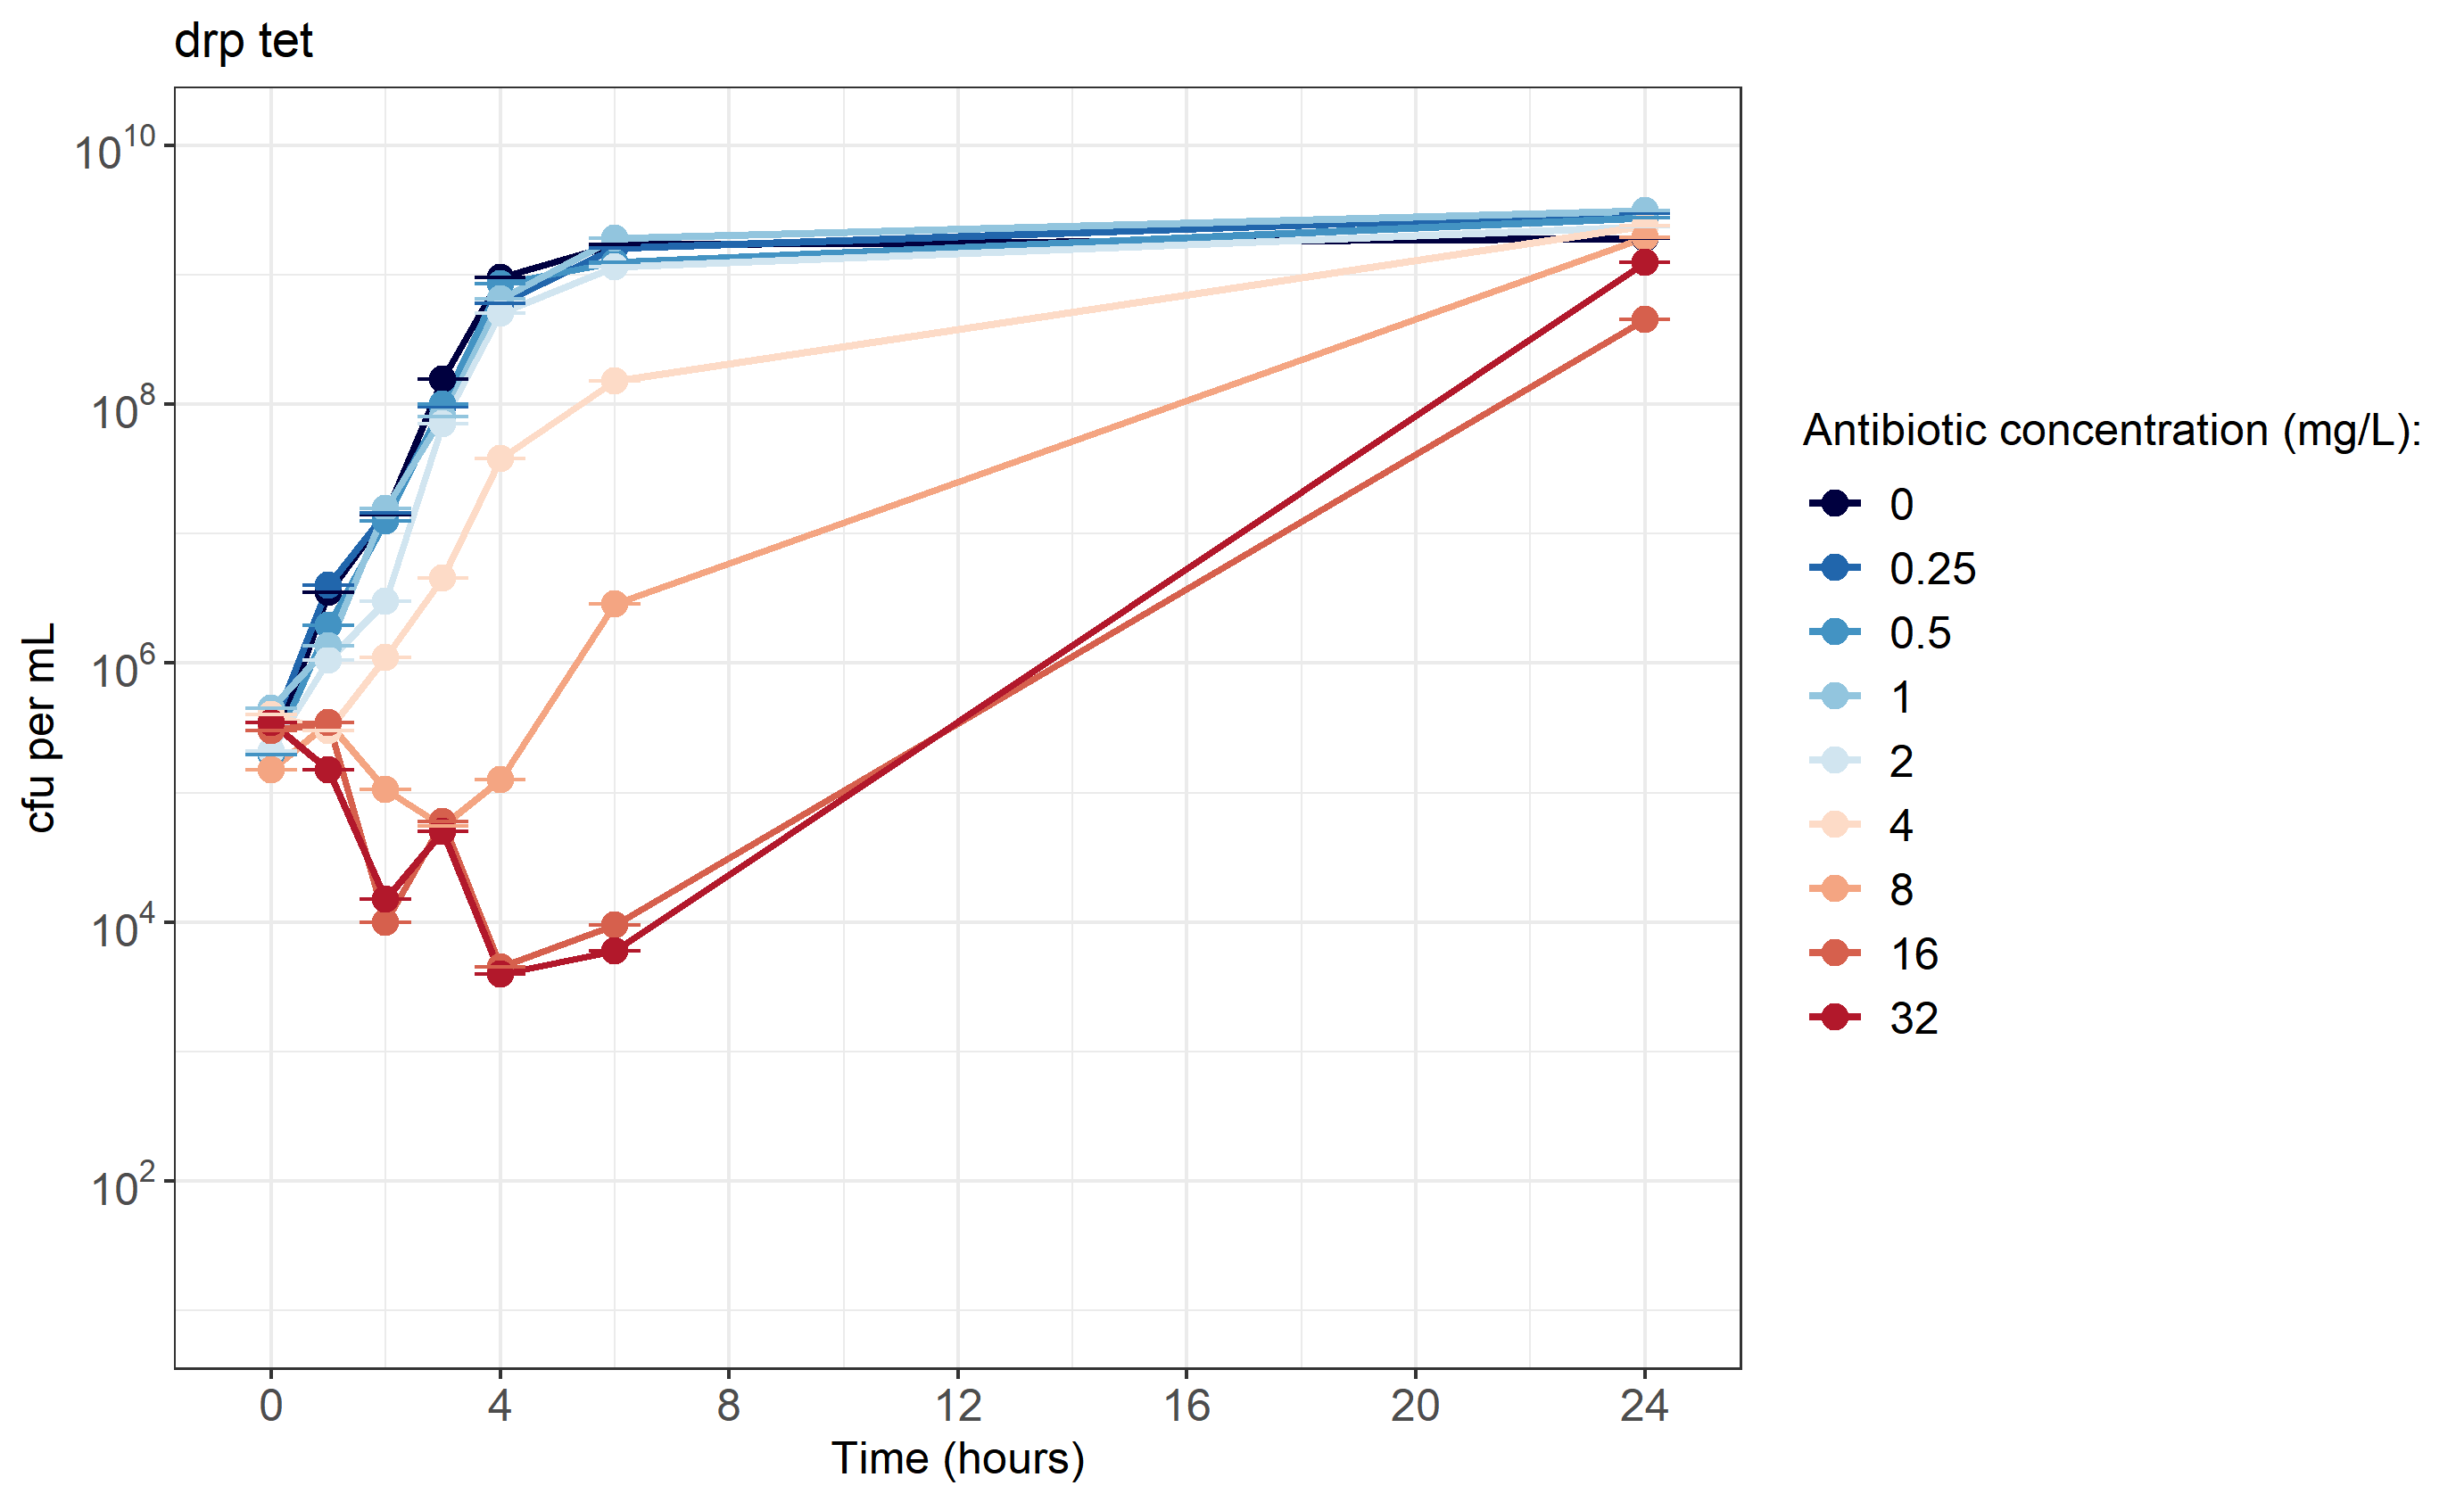 drp tet
10^10
10^8
10^6
10^4
10^2
cfu per mL
0 4 8 12 16 20 24
Time (hours)
Antibiotic concentration (mg/L):
0
0.25
0.5
1
2
4
8
16
32